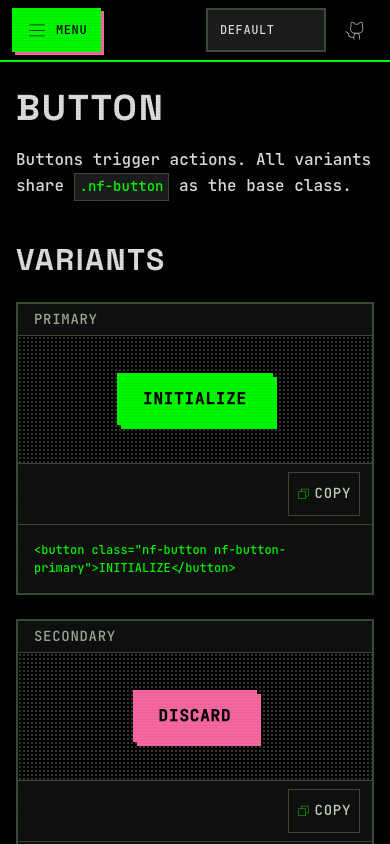 MENU
DEFAULT
BUTTON
Buttons trigger actions. All variants
share .nf-button as the base class.
VARIANTS
PRIMARY
INITIALIZE
COPY
<button class="nf-button nf-button-
primary">INITIALIZE</button>
SECONDARY
DISCARD
COPY